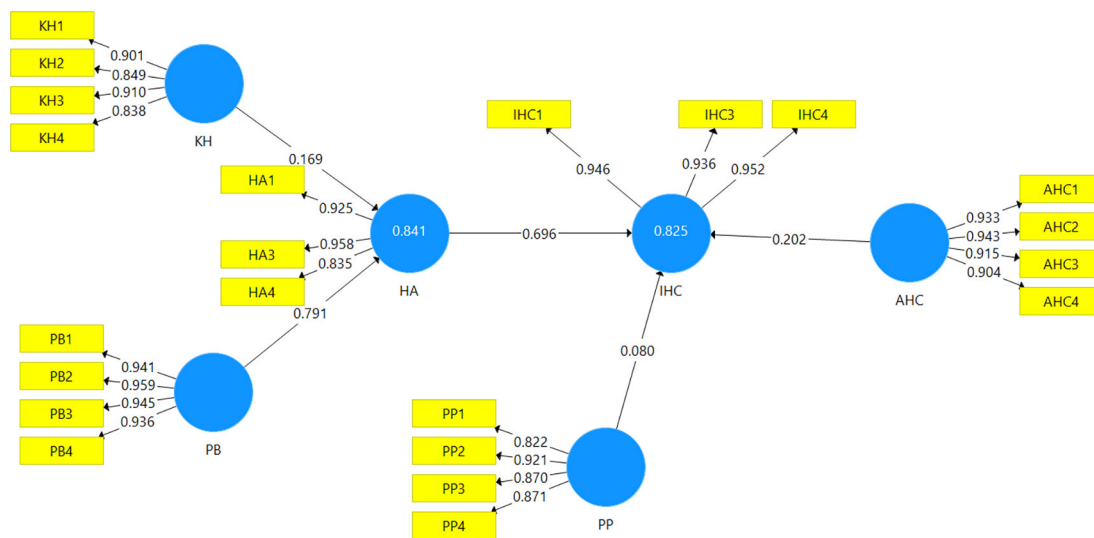 KH1
KH2
KH3
KH4
0.901
0.849
0.910
0.838
KH
0.169
HA1
HA3
HA4
0.925
0.958
0.835
0.841
HA
0.791
PB1
PB2
PB3
PB4
0.941
0.959
0.945
0.936
PB
0.696
IHC1
IHC3
IHC4
0.946
0.936
0.952
0.825
IHC
0.202
0.080
PP1
PP2
PP3
PP4
0.822
0.921
0.870
0.871
PP
AHC
0.933
0.943
0.915
0.904
AHC1
AHC2
AHC3
AHC4